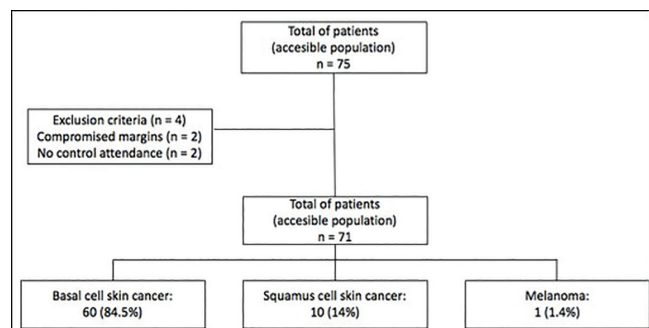 Total of patients
(accesible population)
n = 75
Exclusion criteria (n = 4)
Compromised margins (n = 2)
No control attendance (n = 2)
Total of patients
(accesible population)
n = 71
Basal cell skin cancer:
60 (84.5%)
Squamus cell skin cancer:
10 (14%)
Melanoma:
1 (1.4%)